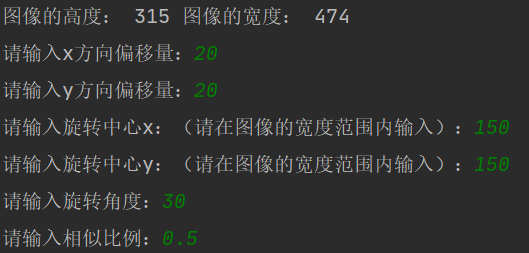 图像的高度： 315 图像的宽度： 474
请输入x方向偏移量：20
请输入y方向偏移量：20
请输入旋转中心x：（请在图像的宽度范围内输入）：150
请输入旋转中心y：（请在图像的宽度范围内输入）：150
请输入旋转角度：30
请输入相似比例：0.5